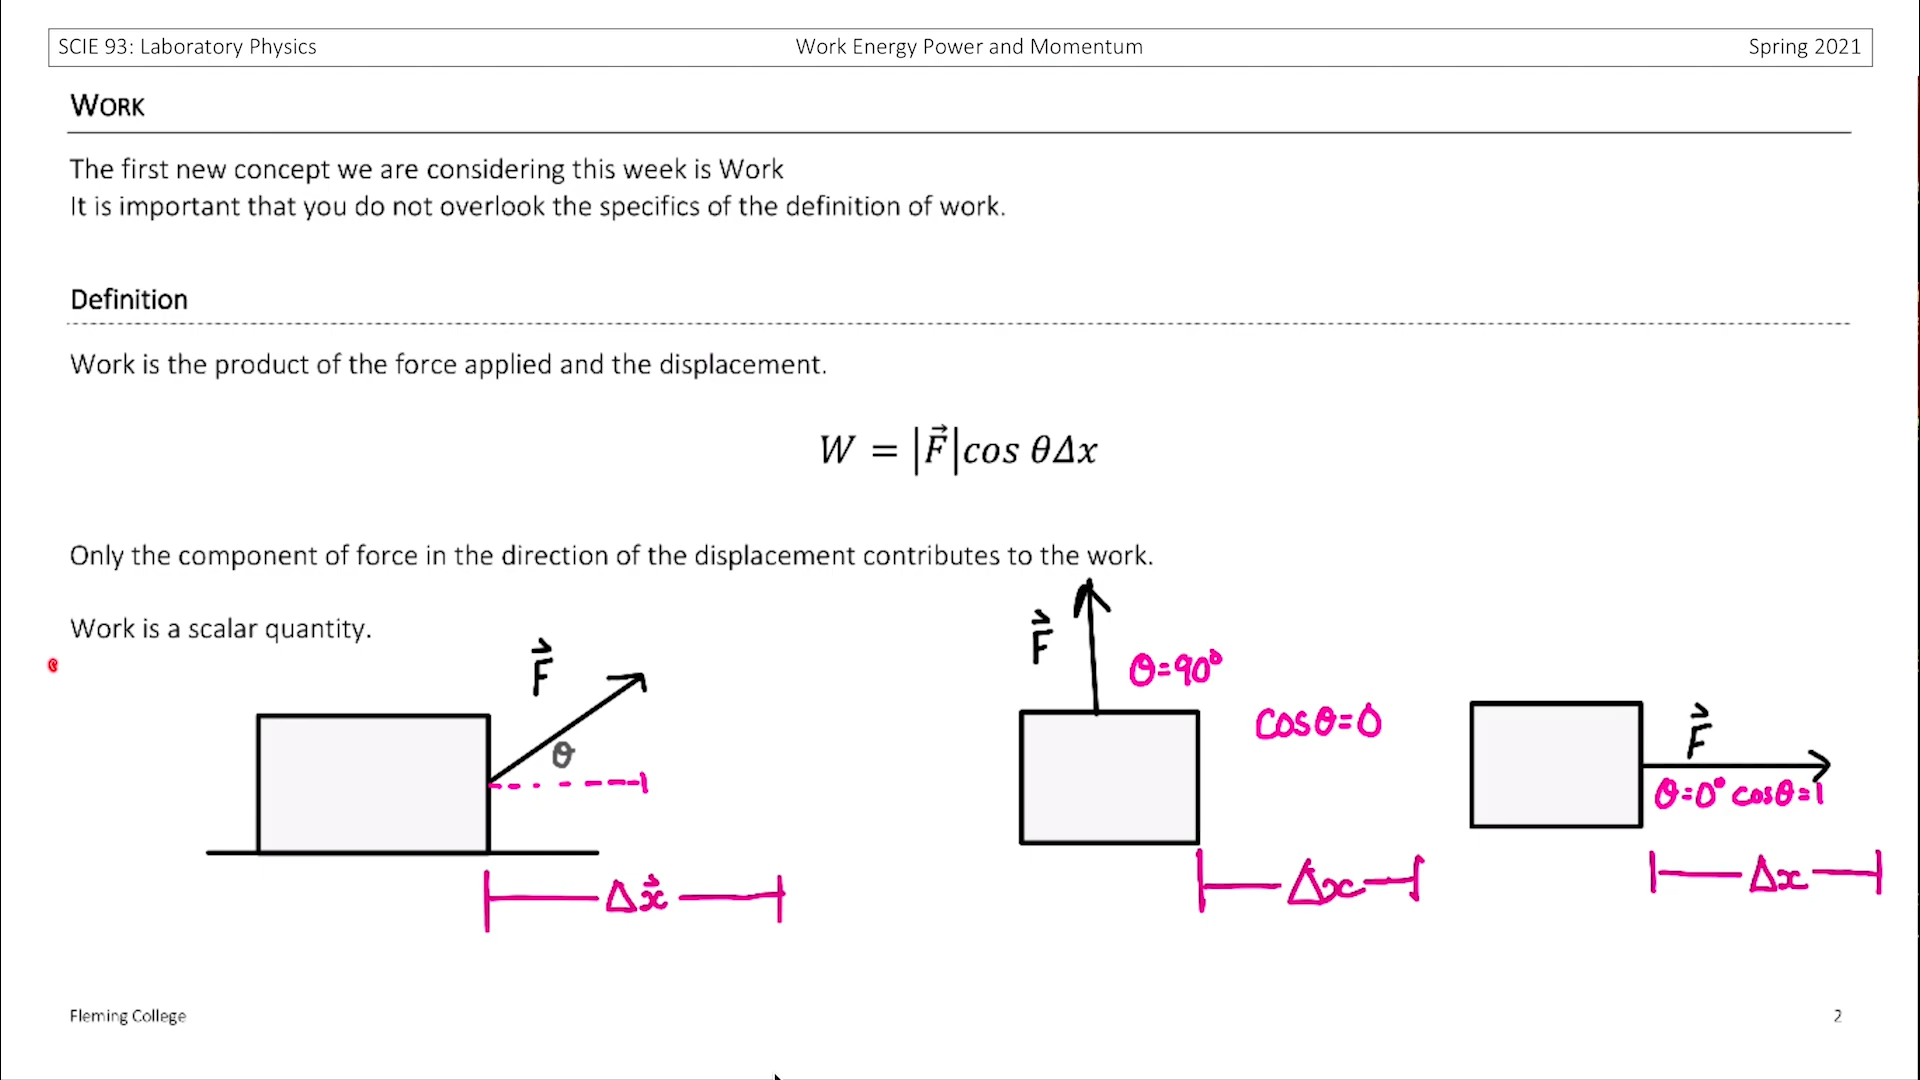 SCIE 93: Laboratory Physics Work Energy Power and Momentum Spring 2021
WORK
The first new concept we are considering this week is Work
It is important that you do not overlook the specifics of the definition of work.
Definition
Work is the product of the force applied and the displacement.
W = |F⃗|cos θΔx
Only the component of force in the direction of the displacement contributes to the work.
Work is a scalar quantity.
F⃗
θ
Δx⃗
F⃗
θ=90°
cosθ=0
Δx
F⃗
θ=0° cosθ=1
Δx
Fleming College 2